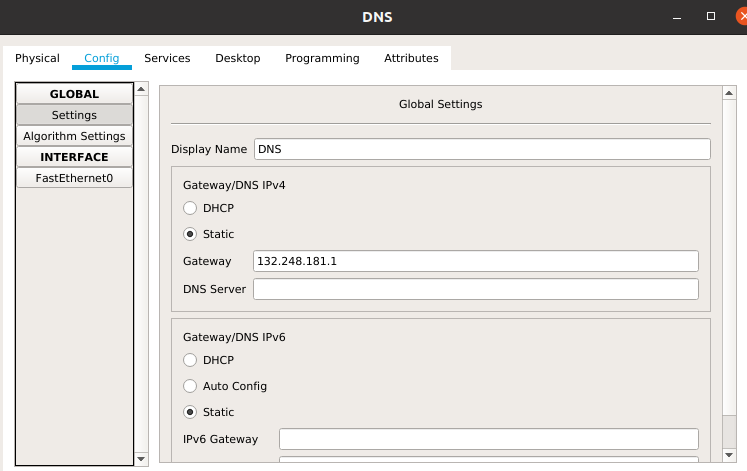 DNS
Physical Config Services Desktop Programming Attributes
GLOBAL
Settings
Algorithm Settings
INTERFACE
FastEthernet0
Global Settings
Display Name DNS
Gateway/DNS IPv4
DHCP
Static
Gateway 132.248.181.1
DNS Server
Gateway/DNS IPv6
DHCP
Auto Config
Static
IPv6 Gateway